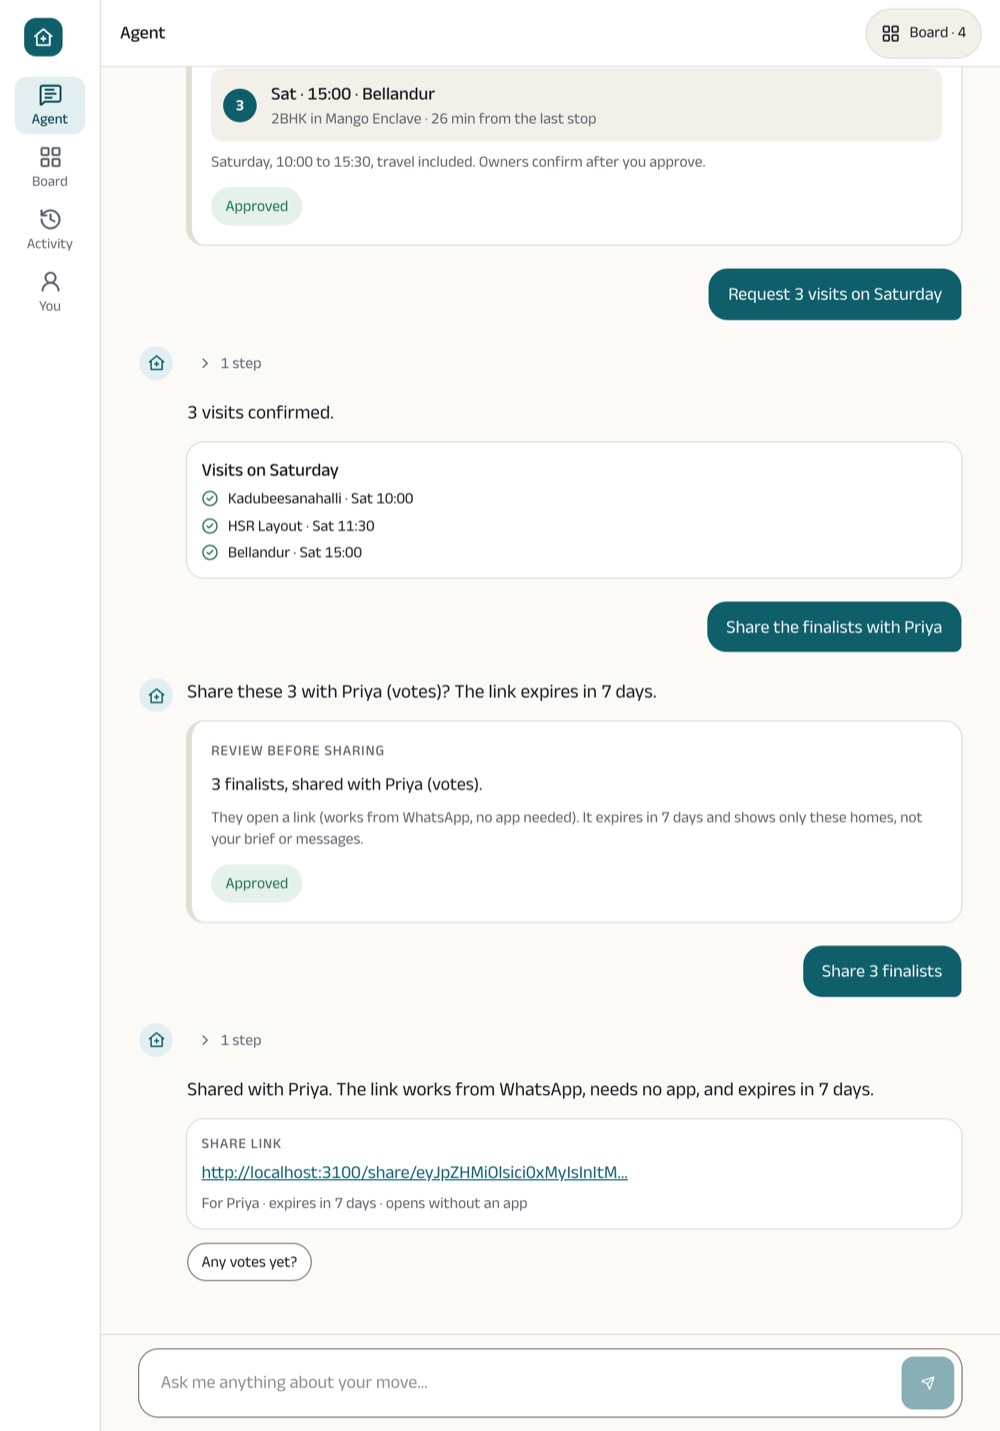 Agent
Board · 4
Agent
Board
Activity
You
3
Sat · 15:00 · Bellandur
2BHK in Mango Enclave · 26 min from the last stop
Saturday, 10:00 to 15:30, travel included. Owners confirm after you approve.
Approved
Request 3 visits on Saturday
1 step
3 visits confirmed.
Visits on Saturday
Kadubeesanahalli · Sat 10:00
HSR Layout · Sat 11:30
Bellandur · Sat 15:00
Share the finalists with Priya
Share these 3 with Priya (votes)? The link expires in 7 days.
REVIEW BEFORE SHARING
3 finalists, shared with Priya (votes).
They open a link (works from WhatsApp, no app needed). It expires in 7 days and shows only these homes, not
your brief or messages.
Approved
Share 3 finalists
1 step
Shared with Priya. The link works from WhatsApp, needs no app, and expires in 7 days.
SHARE LINK
http://localhost:3100/share/eyJpZHMiOlsici0xMyIsInItM...
For Priya · expires in 7 days · opens without an app
Any votes yet?
Ask me anything about your move...